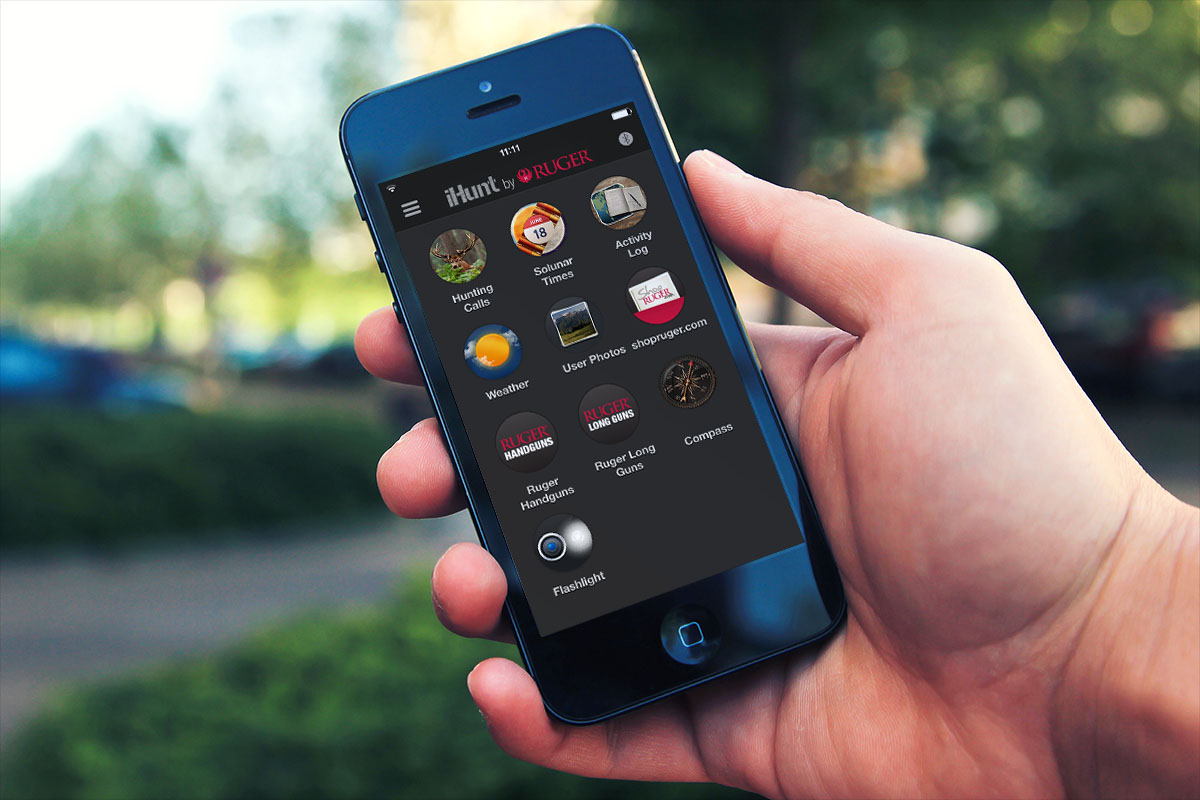 11:11
iHunt by RUGER
Hunting
Calls
JUNE
18
Solunar
Times
Activity
Log
Weather
User Photos
Shop
RUGER
shopruger.com
RUGER
HANDGUNS
Ruger
Handguns
RUGER
LONG GUNS
Ruger Long
Guns
Compass
Flashlight